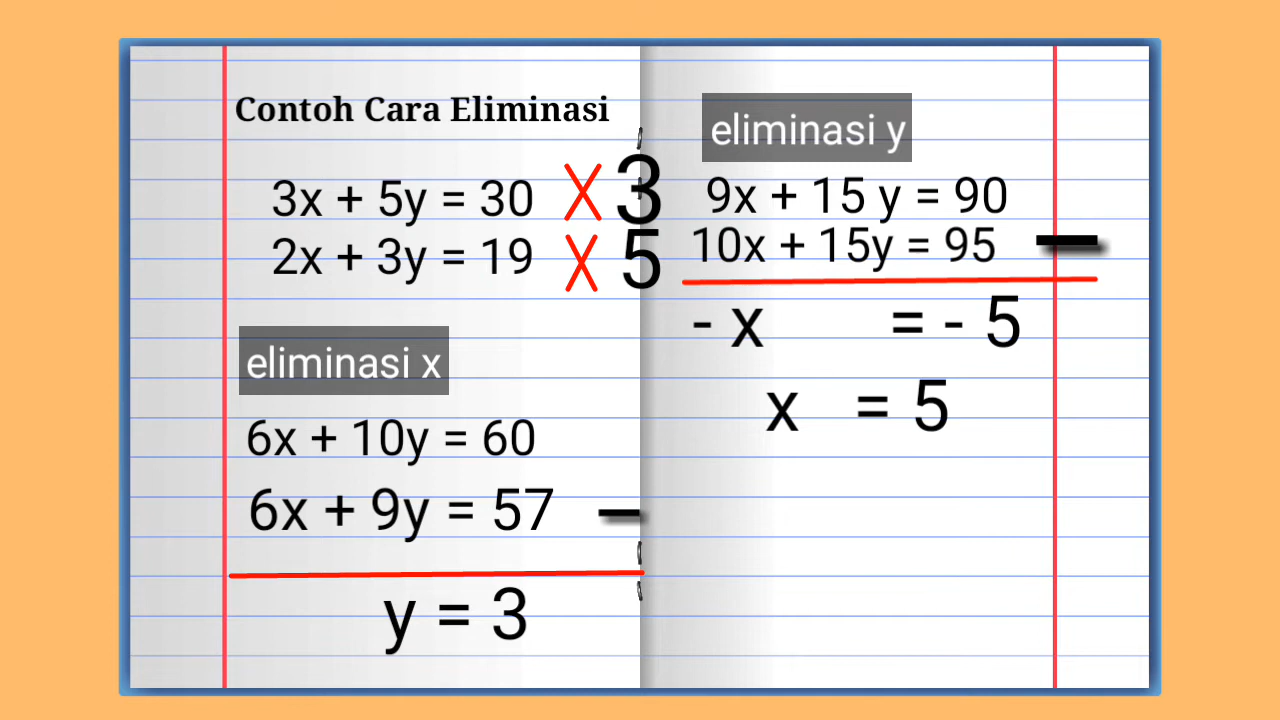 Contoh Cara Eliminasi
3x + 5y = 30 X 3
2x + 3y = 19 X 5
eliminasi x
6x + 10y = 60
6x + 9y = 57 −
y = 3
eliminasi y
9x + 15 y = 90
10x + 15y = 95 −
- x = - 5
x = 5